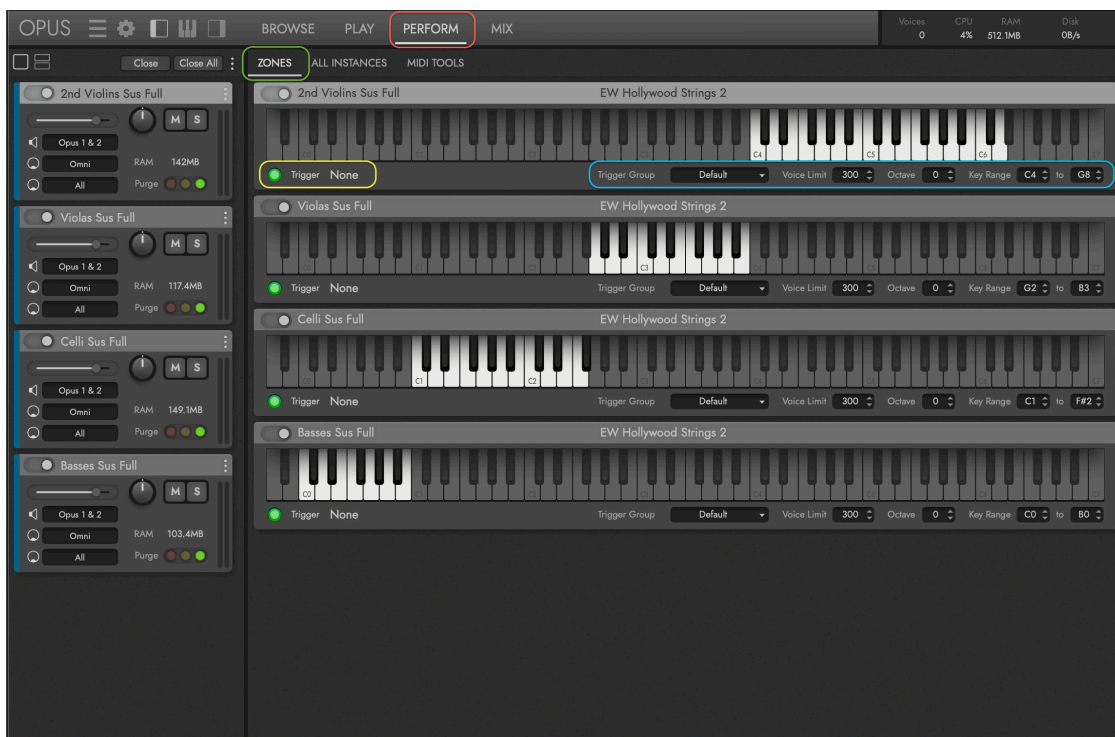 OPUS BROWSE PLAY PERFORM MIX Voices CPU RAM Disk
0 4% 512.1MB 0B/s
Close Close All ZONES ALL INSTANCES MIDI TOOLS
2nd Violins Sus Full
Opus 1 & 2
Omni
All
M S
RAM 142MB
Purge
Violas Sus Full
Opus 1 & 2
Omni
All
M S
RAM 117.4MB
Purge
Celli Sus Full
Opus 1 & 2
Omni
All
M S
RAM 149.1MB
Purge
Basses Sus Full
Opus 1 & 2
Omni
All
M S
RAM 103.4MB
Purge
2nd Violins Sus Full EW Hollywood Strings 2
C4 C5 C6
Trigger None Trigger Group Default Voice Limit 300 Octave 0 Key Range C4 to G8
Violas Sus Full EW Hollywood Strings 2
C3
Trigger None Trigger Group Default Voice Limit 300 Octave 0 Key Range G2 to B3
Celli Sus Full EW Hollywood Strings 2
C1 C2
Trigger None Trigger Group Default Voice Limit 300 Octave 0 Key Range C1 to F#2
Basses Sus Full EW Hollywood Strings 2
C0
Trigger None Trigger Group Default Voice Limit 300 Octave 0 Key Range C0 to B0